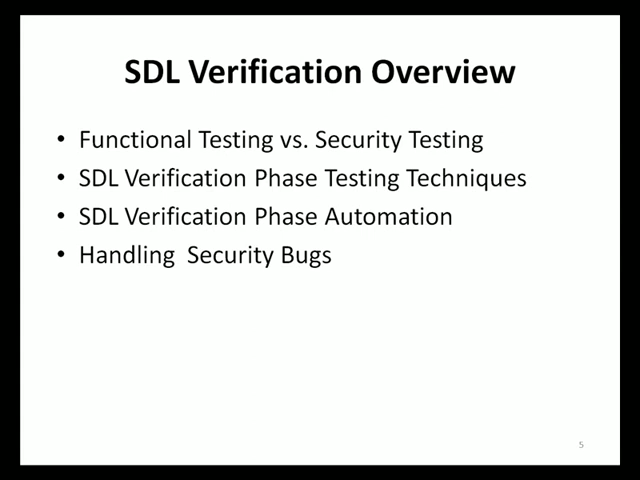 SDL Verification Overview
• Functional Testing vs. Security Testing
• SDL Verification Phase Testing Techniques
• SDL Verification Phase Automation
• Handling  Security Bugs
5